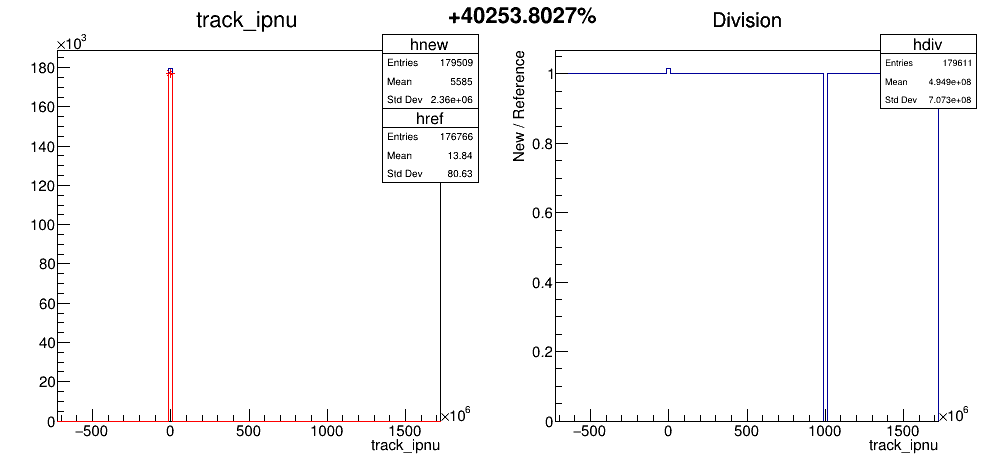 +40253.8027%
track_ipnu
×10³
hnew
Entries 179509
Mean 5585
Std Dev 2.36e+06
href
Entries 176766
Mean 13.84
Std Dev 80.63
180
160
140
120
100
80
60
40
20
0
−500 0 500 1000 1500
×10⁶
track_ipnu
Division
hdiv
Entries 179611
Mean 4.949e+08
Std Dev 7.073e+08
New / Reference
1
0.8
0.6
0.4
0.2
0
−500 0 500 1000 1500
×10⁶
track_ipnu